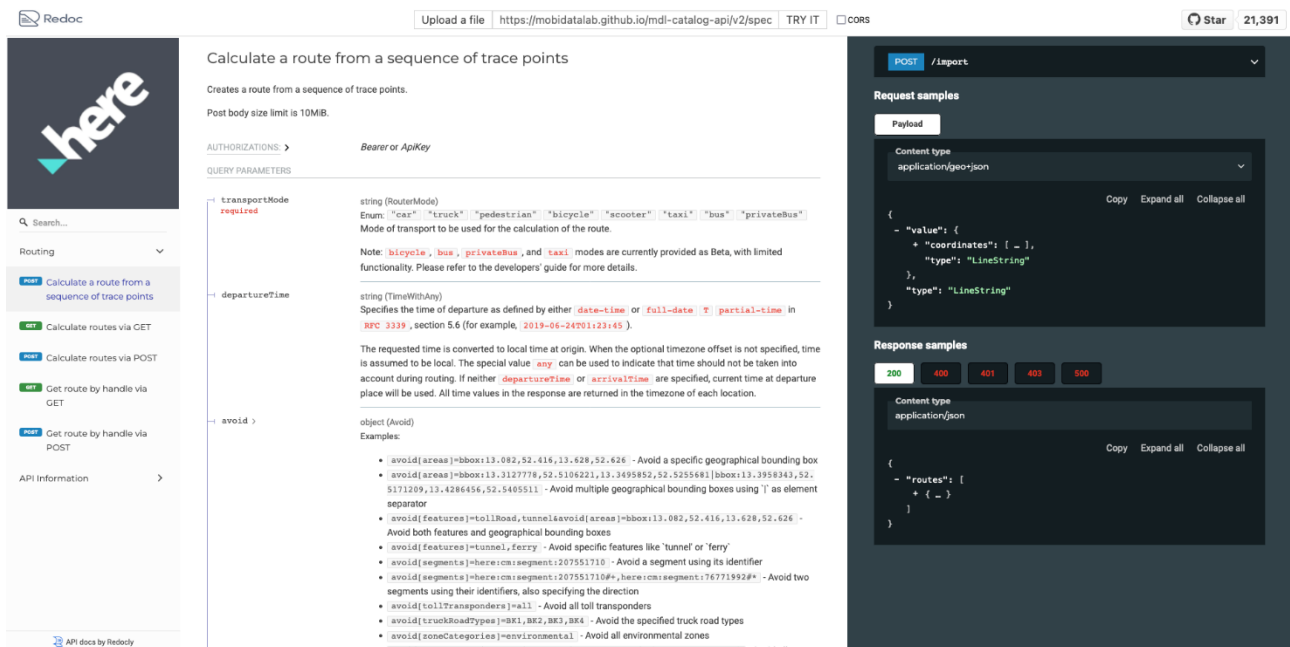 Redoc
Upload a file https://mobidatalab.github.io/mdl-catalog-api/v2/spec TRY IT CORS
Star 21,391
here
Search...
Routing
POST Calculate a route from a
sequence of trace points
GET Calculate routes via GET
POST Calculate routes via POST
GET Get route by handle via
GET
POST Get route by handle via
POST
API Information
API docs by Redocly
Calculate a route from a sequence of trace points
Creates a route from a sequence of trace points.
Post body size limit is 10MiB.
AUTHORIZATIONS: Bearer or ApiKey
QUERY PARAMETERS
transportMode
required
string (RouterMode)
Enum: "car" "truck" "pedestrian" "bicycle" "scooter" "taxi" "bus" "privateBus"
Mode of transport to be used for the calculation of the route.
Note: bicycle, bus, privateBus, and taxi modes are currently provided as Beta, with limited
functionality. Please refer to the developers' guide for more details.
departureTime
string (TimeWithAny)
Specifies the time of departure as defined by either date-time or full-date T partial-time in
RFC 3339, section 5.6 (for example, 2019-06-24T01:23:45).
The requested time is converted to local time at origin. When the optional timezone offset is not specified, time
is assumed to be local. The special value any can be used to indicate that time should not be taken into
account during routing. If neither departureTime or arrivalTime are specified, current time at departure
place will be used. All time values in the response are returned in the timezone of each location.
avoid >
object (Avoid)
Examples:
• avoid[areas]=bbox:13.082,52.416,13.628,52.626 - Avoid a specific geographical bounding box
• avoid[areas]=bbox:13.3127778,52.5106221,13.3495852,52.5255681|bbox:13.3958343,52.
5171209,13.4286456,52.5405511 - Avoid multiple geographical bounding boxes using `|` as element
separator
• avoid[features]=tollRoad,tunnel&avoid[areas]=bbox:13.082,52.416,13.628,52.626 -
Avoid both features and geographical bounding boxes
• avoid[features]=tunnel,ferry - Avoid specific features like `tunnel` or `ferry`
• avoid[segments]=here:cm:segment:207551710 - Avoid a segment using its identifier
• avoid[segments]=here:cm:segment:207551710#+,here:cm:segment:76771992#* - Avoid two
segments using their identifiers, also specifying the direction
• avoid[tollTransponders]=all - Avoid all toll transponders
• avoid[truckRoadTypes]=BK1,BK2,BK3,BK4 - Avoid the specified truck road types
• avoid[zoneCategories]=environmental - Avoid all environmental zones
POST /import
Request samples
Payload
Content type
application/geo+json
Copy Expand all Collapse all
{
- "value": {
+ "coordinates": [ … ],
"type": "LineString"
},
"type": "LineString"
}
Response samples
200 400 401 403 500
Content type
application/json
Copy Expand all Collapse all
{
- "routes": [
+ { … }
]
}